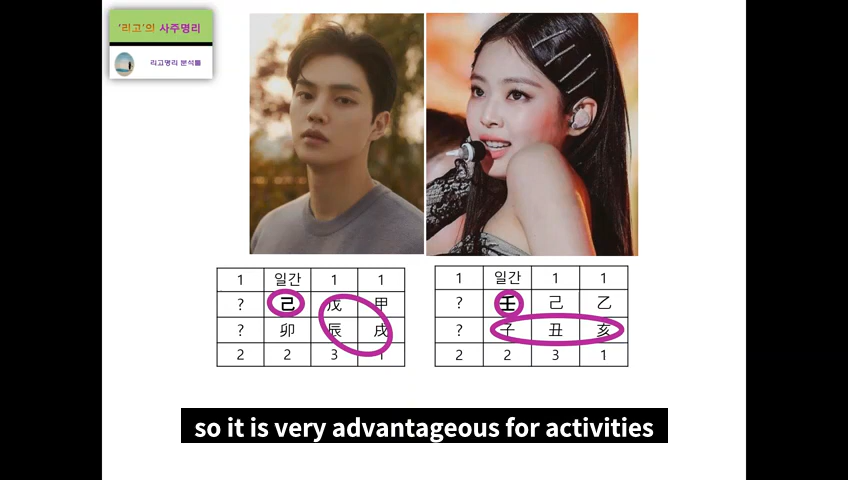 '리고'의 사주명리
리고명리 분석툴
1 일간 1 1
? 己 戊 甲
? 卯 辰 戌
2 2 3 1
1 일간 1 1
? 壬 己 乙
? 子 丑 亥
2 2 3 1
so it is very advantageous for activities